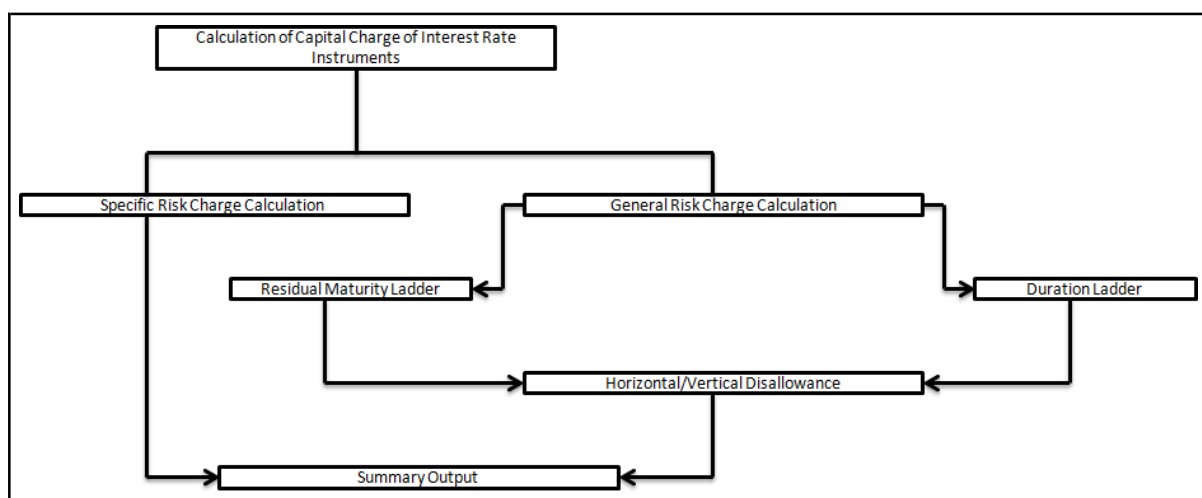 Calculation of Capital Charge of Interest Rate
Instruments
Specific Risk Charge Calculation
General Risk Charge Calculation
Residual Maturity Ladder
Duration Ladder
Horizontal/Vertical Disallowance
Summary Output